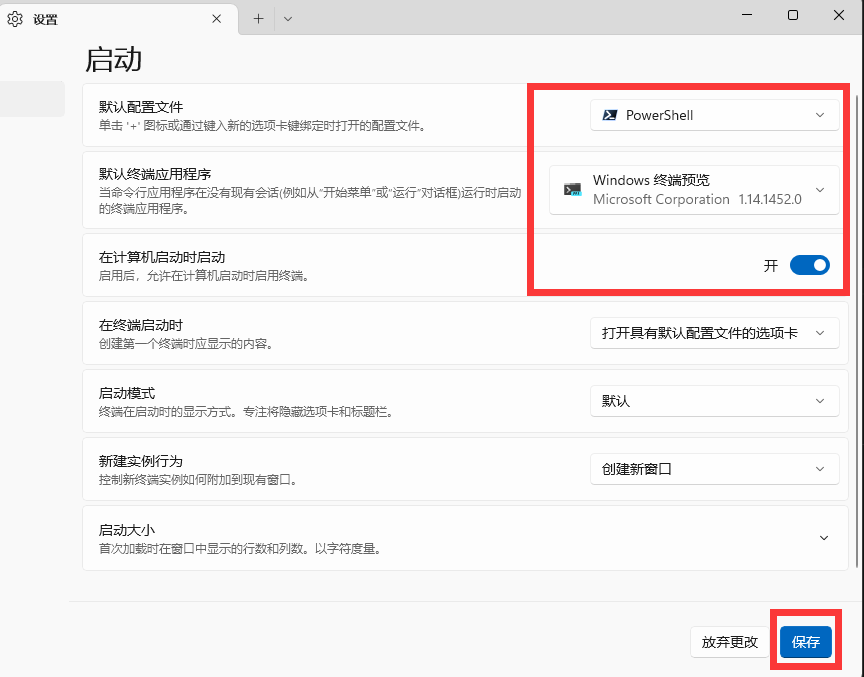 设置
启动
默认配置文件
单击 '+' 图标或通过键入新的选项卡键绑定时打开的配置文件。
PowerShell
默认终端应用程序
当命令行应用程序在没有现有会话(例如从“开始菜单”或“运行”对话框)运行时启动
的终端应用程序。
Windows 终端预览
Microsoft Corporation 1.14.1452.0
在计算机启动时启动
启用后，允许在计算机启动时启用终端。
开
在终端启动时
创建第一个终端时应显示的内容。
打开具有默认配置文件的选项卡
启动模式
终端在启动时的显示方式。专注将隐藏选项卡和标题栏。
默认
新建实例行为
控制新终端实例如何附加到现有窗口。
创建新窗口
启动大小
首次加载时在窗口中显示的行数和列数。以字符度量。
放弃更改
保存